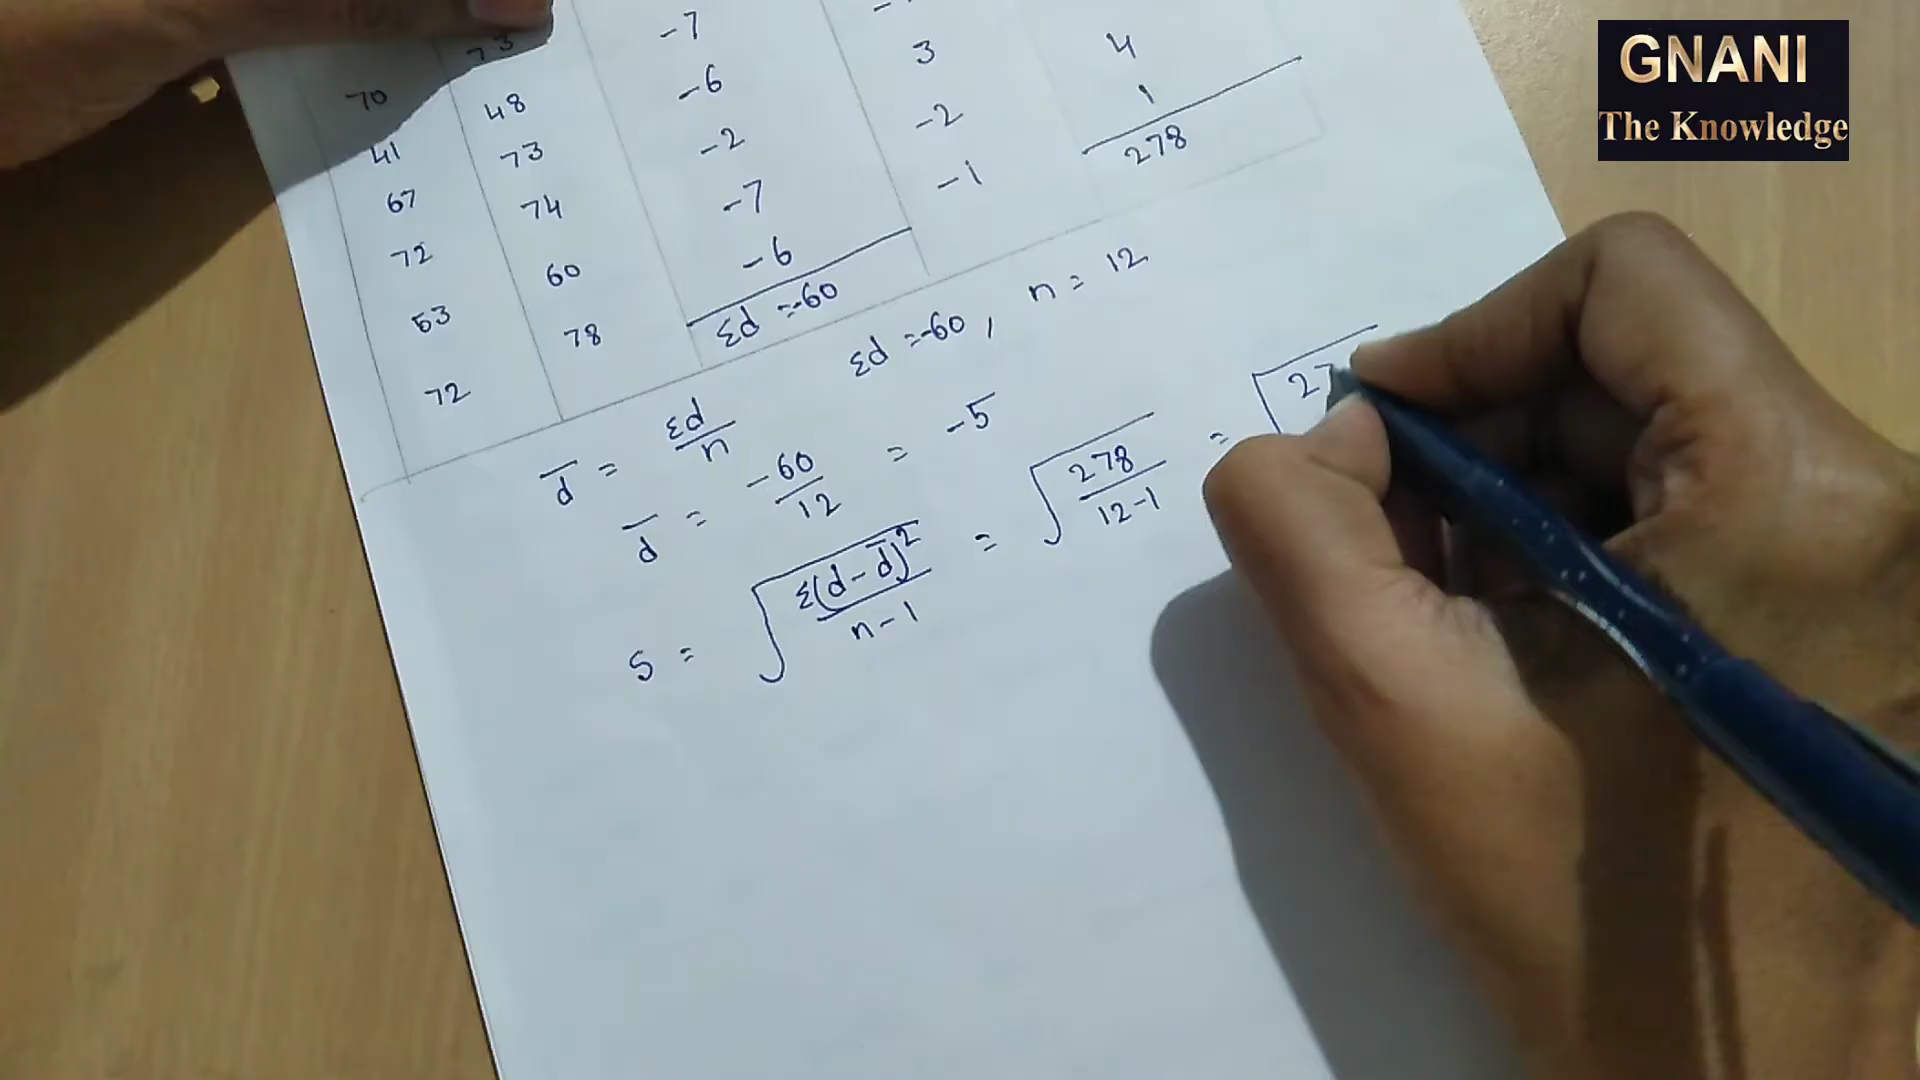 GNANI
The Knowledge
73 -7
70 48 -6 3 4
41 73 -2 -2 1
67 74 -7 -1 278
72 60 -6
53 78 Σd = -60
72
Σd = -60, n = 12
d̅ = Σd/n
d̅ = -60/12 = -5
S = √(Σ(d-d̅)²/n-1) = √(278/12-1) = √27